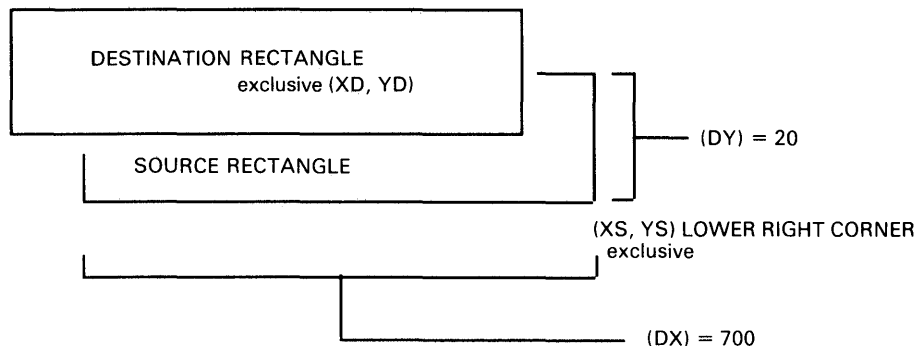 DESTINATION RECTANGLE
exclusive (XD, YD)
(DY) = 20
SOURCE RECTANGLE
(XS, YS) LOWER RIGHT CORNER
exclusive
(DX) = 700